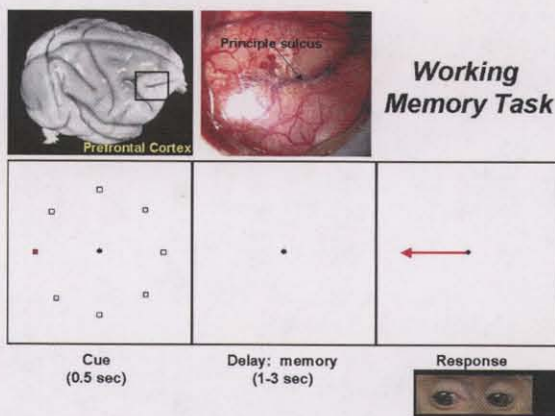 Principle sulcus
Prefrontal Cortex
Working
Memory Task
Cue
(0.5 sec)
Delay: memory
(1-3 sec)
Response